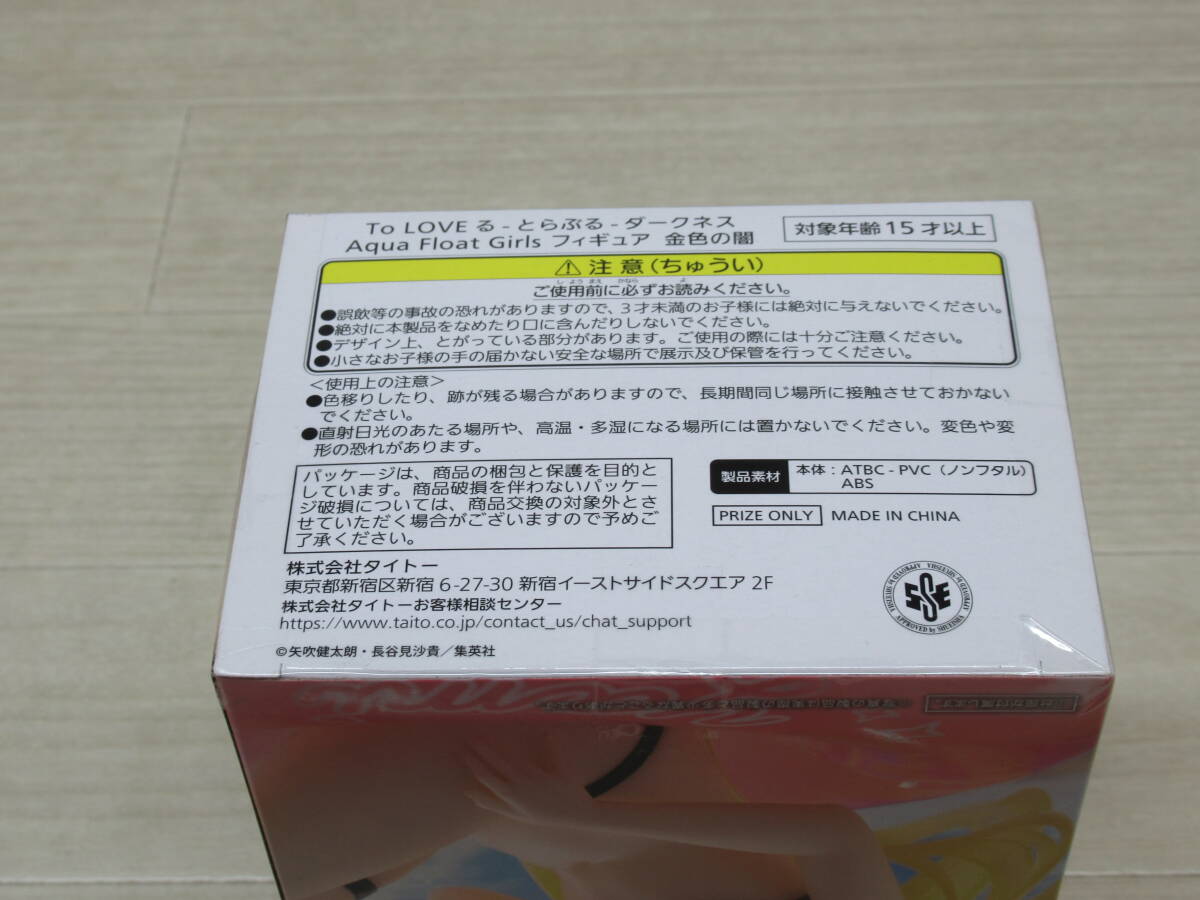 To LOVE る - とらぶる - ダークネス
Aqua Float Girls フィギュア 金色の闇
対象年齢 15 才以上
⚠ 注意(ちゅうい)
しようまえ かなら よ
ご使用前に必ずお読みください。
●誤飲等の事故の恐れがありますので、3才未満のお子様には絶対に与えないでください。
●絶対に本製品をなめたり口に含んだりしないでください。
●デザイン上、とがっている部分があります。ご使用の際には十分ご注意ください。
●小さなお子様の手の届かない安全な場所で展示及び保管を行ってください。
<使用上の注意>
●色移りしたり、跡が残る場合がありますので、長期間同じ場所に接触させておかない
でください。
●直射日光のあたる場所や、高温・多湿になる場所には置かないでください。変色や変
形の恐れがあります。
パッケージは、商品の梱包と保護を目的と
しています。商品破損を伴わないパッケー
ジ破損については、商品交換の対象外とさ
せていただく場合がございますので予めご
了承ください。
製品素材
本体：ATBC - PVC（ノンフタル）
ABS
PRIZE ONLY MADE IN CHINA
株式会社タイトー
東京都新宿区新宿 6-27-30 新宿イーストサイドスクエア 2F
株式会社タイトーお客様相談センター
https://www.taito.co.jp/contact_us/chat_support
©矢吹健太朗・長谷見沙貴／集英社
APPROVED by SHUEISHA